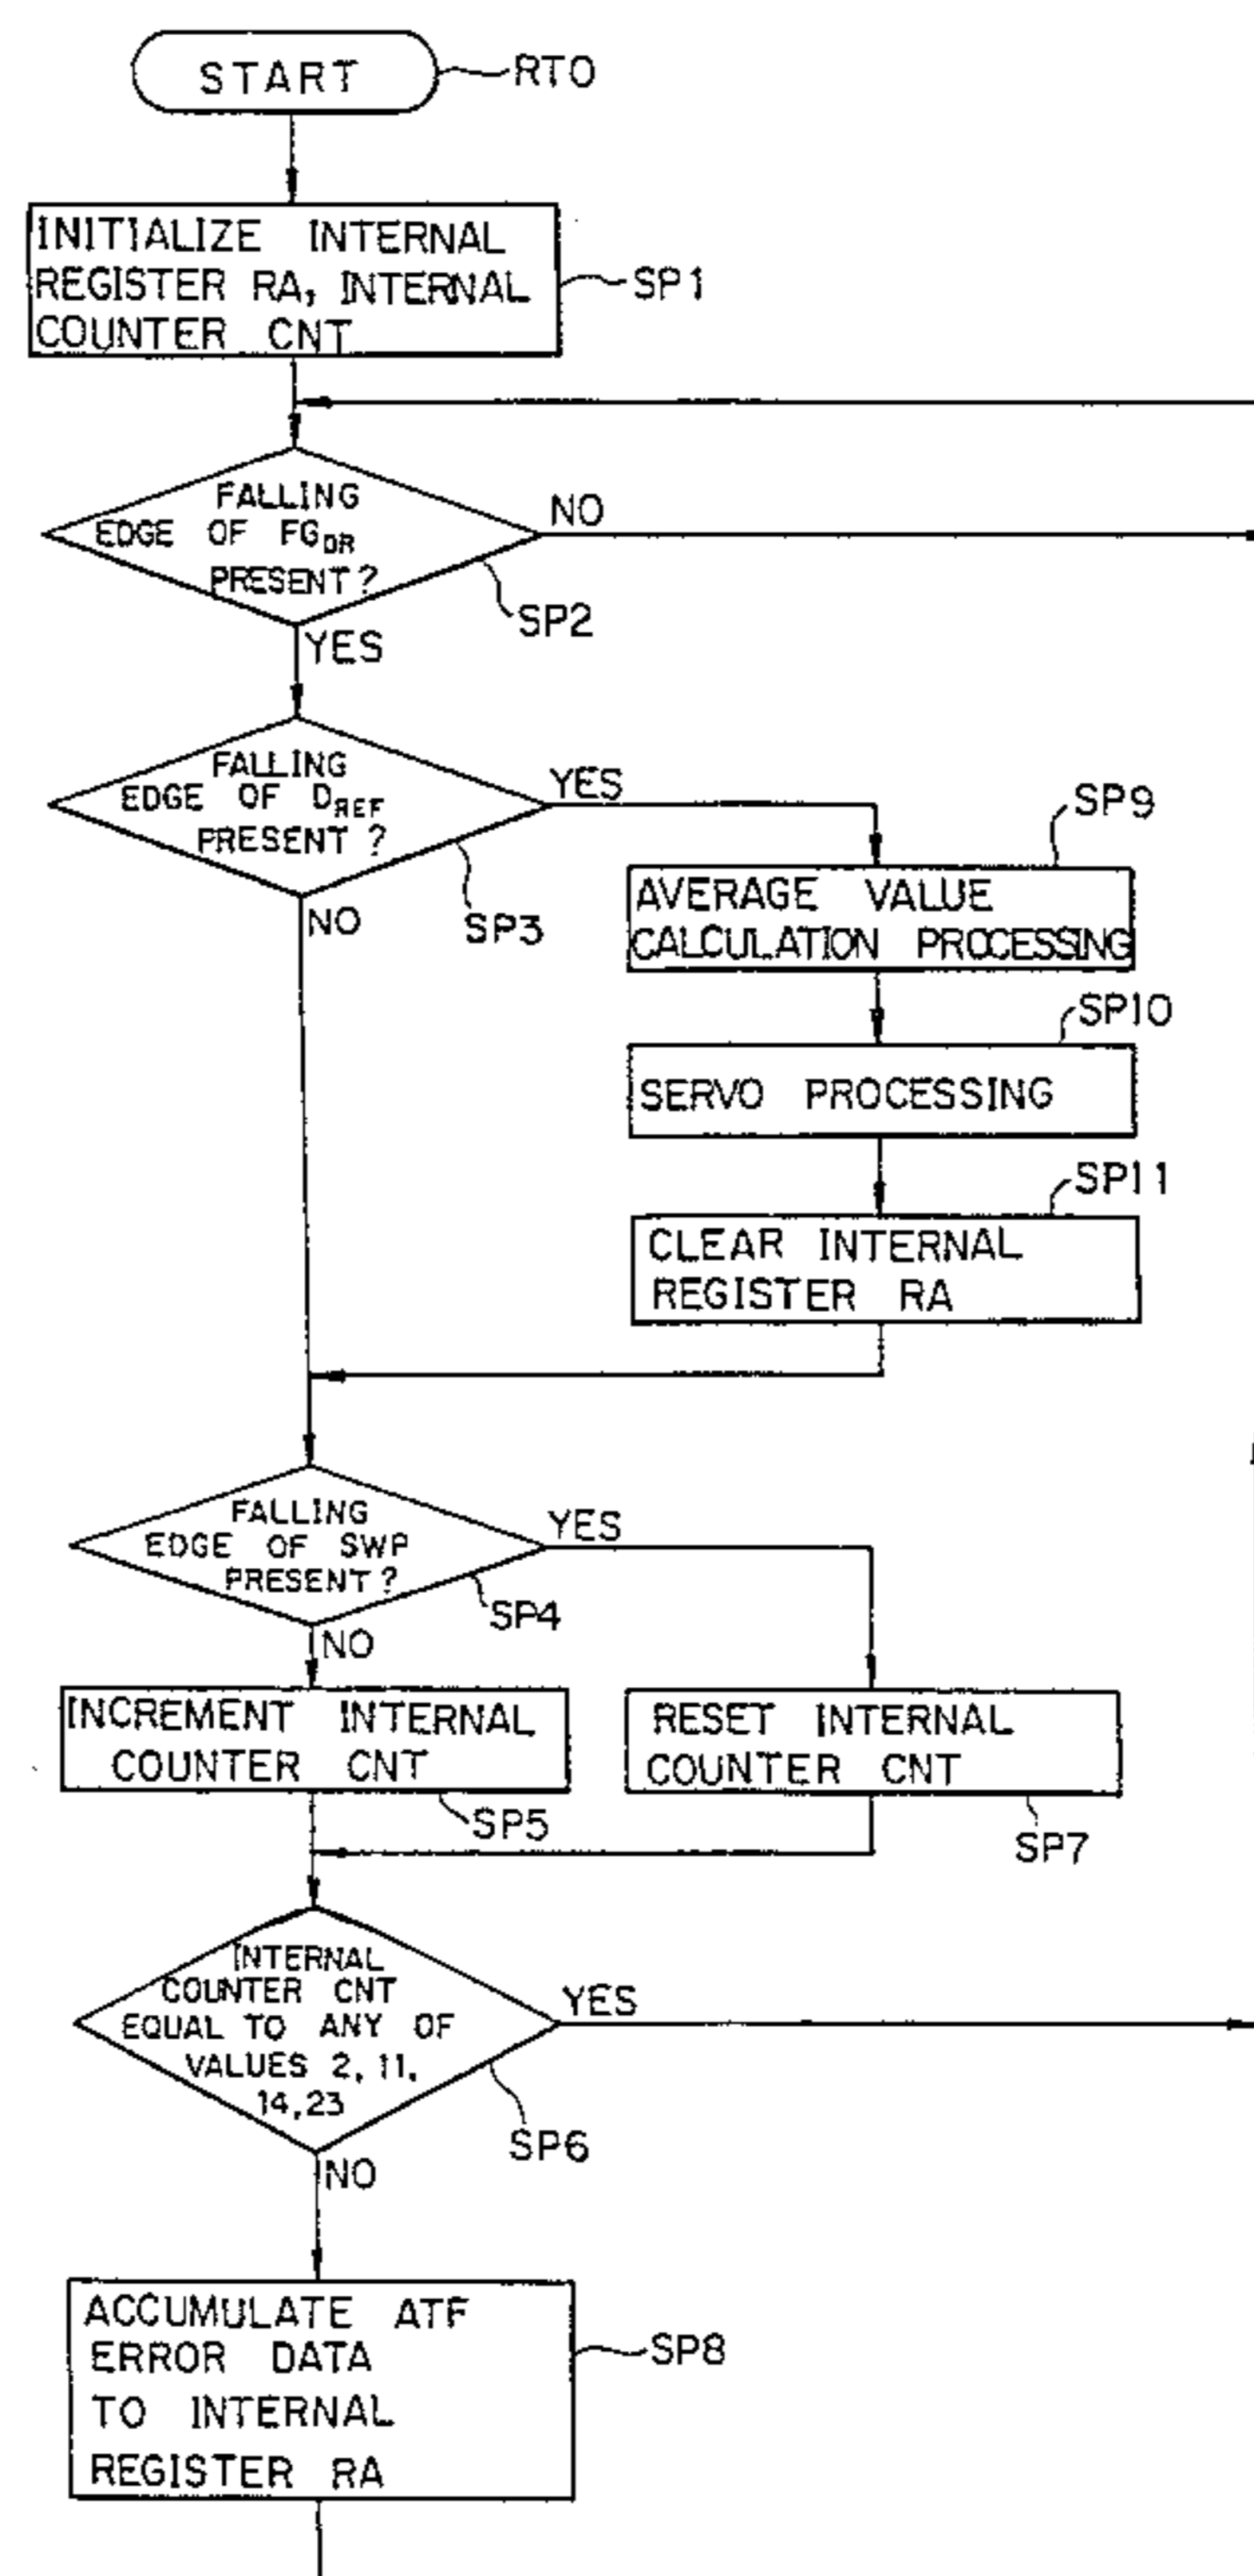 START
RT0
INITIALIZE INTERNAL
REGISTER RA, INTERNAL
COUNTER CNT
SP1
FALLING
EDGE OF FGDR
PRESENT?
NO
SP2
YES
FALLING
EDGE OF DREF
PRESENT?
YES
SP3
NO
SP9
AVERAGE VALUE
CALCULATION PROCESSING
SP10
SERVO PROCESSING
SP11
CLEAR INTERNAL
REGISTER RA
FALLING
EDGE OF SWP
PRESENT?
YES
SP4
NO
INCREMENT INTERNAL
COUNTER CNT
SP5
RESET INTERNAL
COUNTER CNT
SP7
INTERNAL
COUNTER CNT
EQUAL TO ANY OF
VALUES 2, 11,
14,23
YES
SP6
NO
ACCUMULATE ATF
ERROR DATA
TO INTERNAL
REGISTER RA
SP8